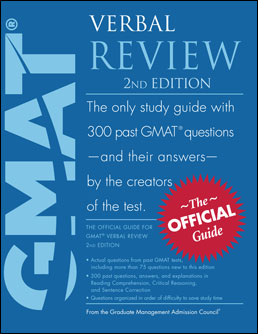 GMAT®
VERBAL
REVIEW
2ND EDITION
The only study guide with
300 past GMAT® questions
—and their answers—
by the creators
of the test.
~The~
OFFICIAL
Guide
THE OFFICIAL GUIDE FOR
GMAT® VERBAL REVIEW
2ND EDITION
• Actual questions from past GMAT tests,
including more than 75 questions new to this edition
• 300 past questions, answers, and explanations in
Reading Comprehension, Critical Reasoning,
and Sentence Correction
• Questions organized in order of difficulty to save study time
From the Graduate Management Admission Council®